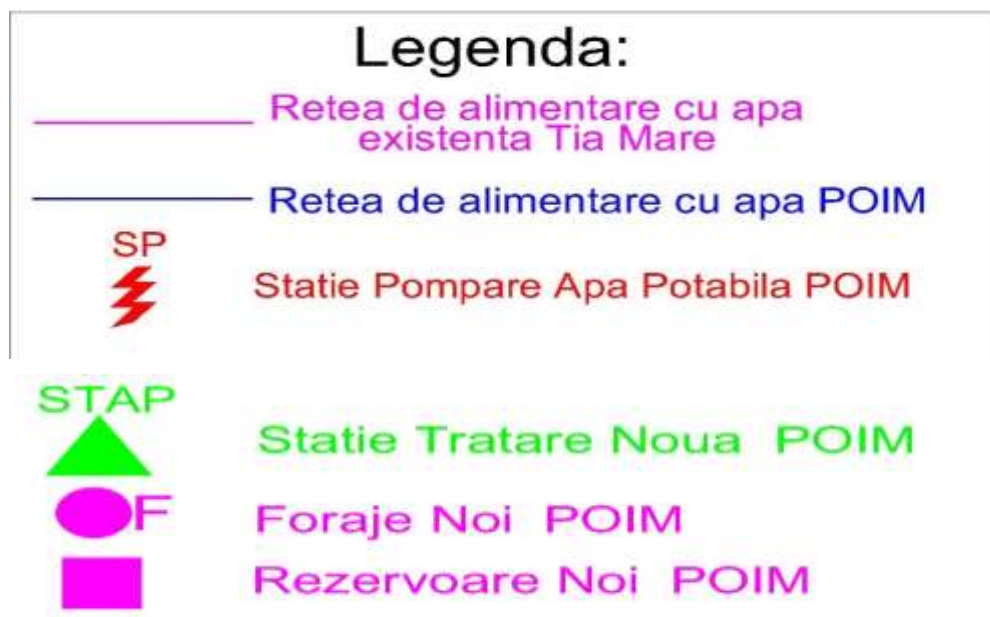 Legenda:
Retea de alimentare cu apa
existenta Tia Mare
Retea de alimentare cu apa POIM
SP
Statie Pompare Apa Potabila POIM
STAP
Statie Tratare Noua POIM
F
Foraje Noi POIM
Rezervoare Noi POIM